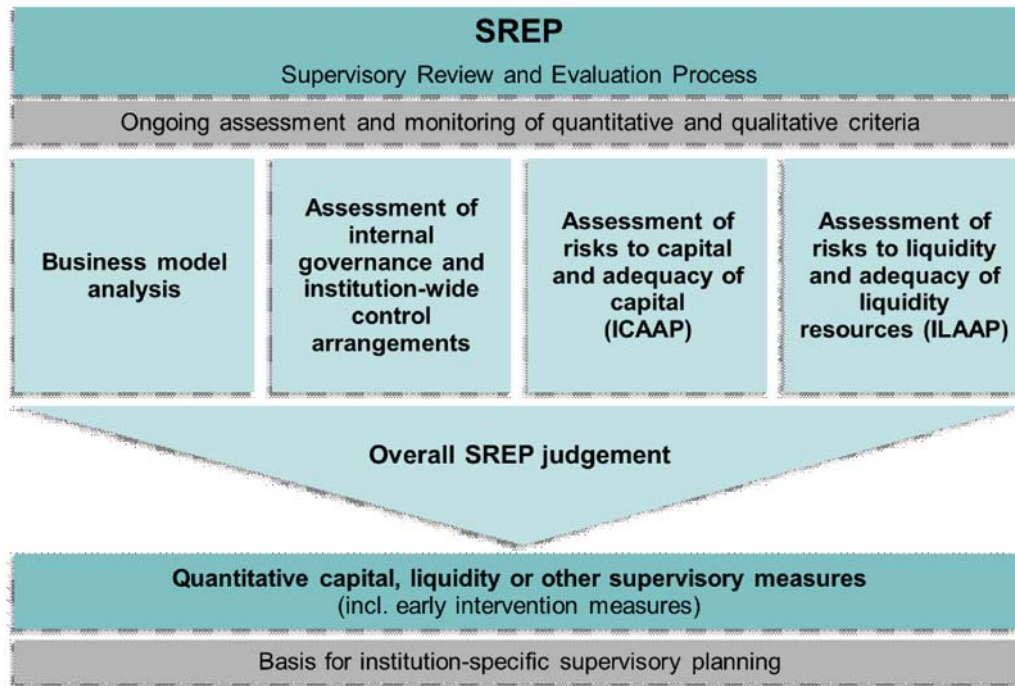 SREP
Supervisory Review and Evaluation Process
Ongoing assessment and monitoring of quantitative and qualitative criteria
Business model
analysis
Assessment of
internal
governance and
institution-wide
control
arrangements
Assessment of
risks to capital
and adequacy of
capital
(ICAAP)
Assessment of
risks to liquidity
and adequacy of
liquidity
resources (ILAAP)
Overall SREP judgement
Quantitative capital, liquidity or other supervisory measures
(incl. early intervention measures)
Basis for institution-specific supervisory planning